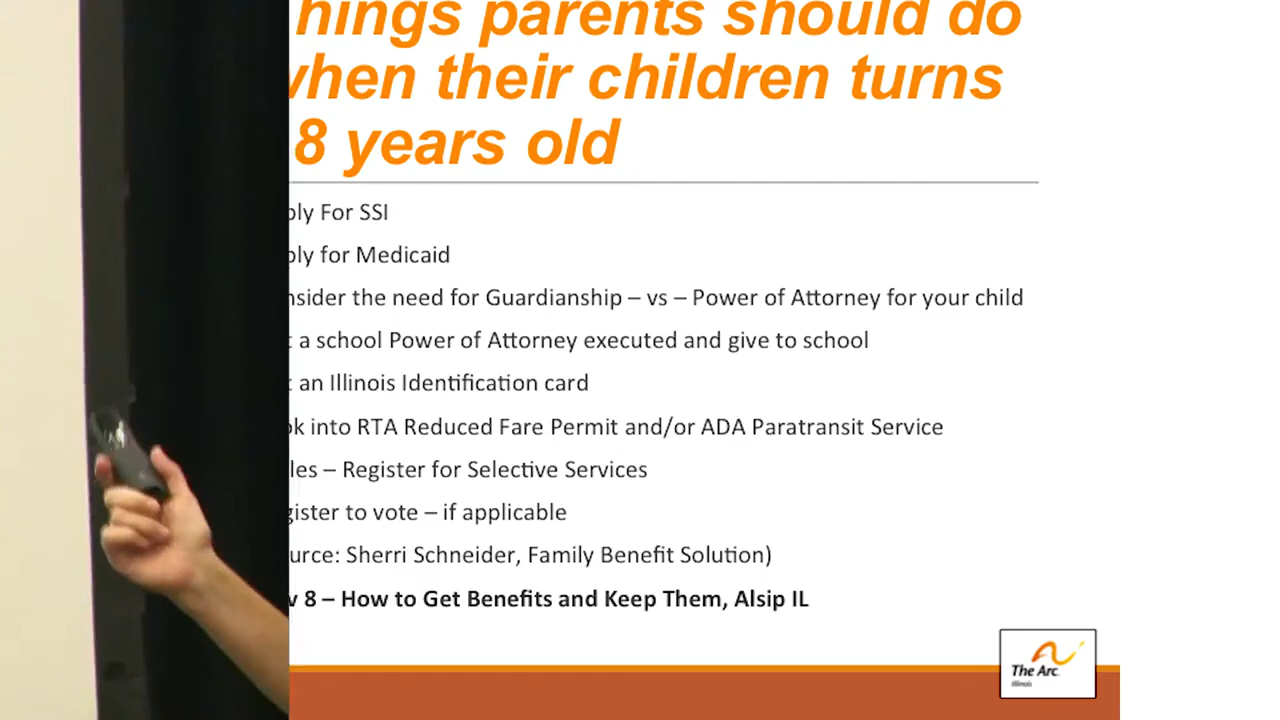 hings parents should do
when their children turns
8 years old
ply For SSI
ply for Medicaid
nsider the need for Guardianship – vs – Power of Attorney for your child
t a school Power of Attorney executed and give to school
t an Illinois Identification card
ok into RTA Reduced Fare Permit and/or ADA Paratransit Service
les – Register for Selective Services
gister to vote – if applicable
urce: Sherri Schneider, Family Benefit Solution)
v 8 – How to Get Benefits and Keep Them, Alsip IL
The Arc
Illinois